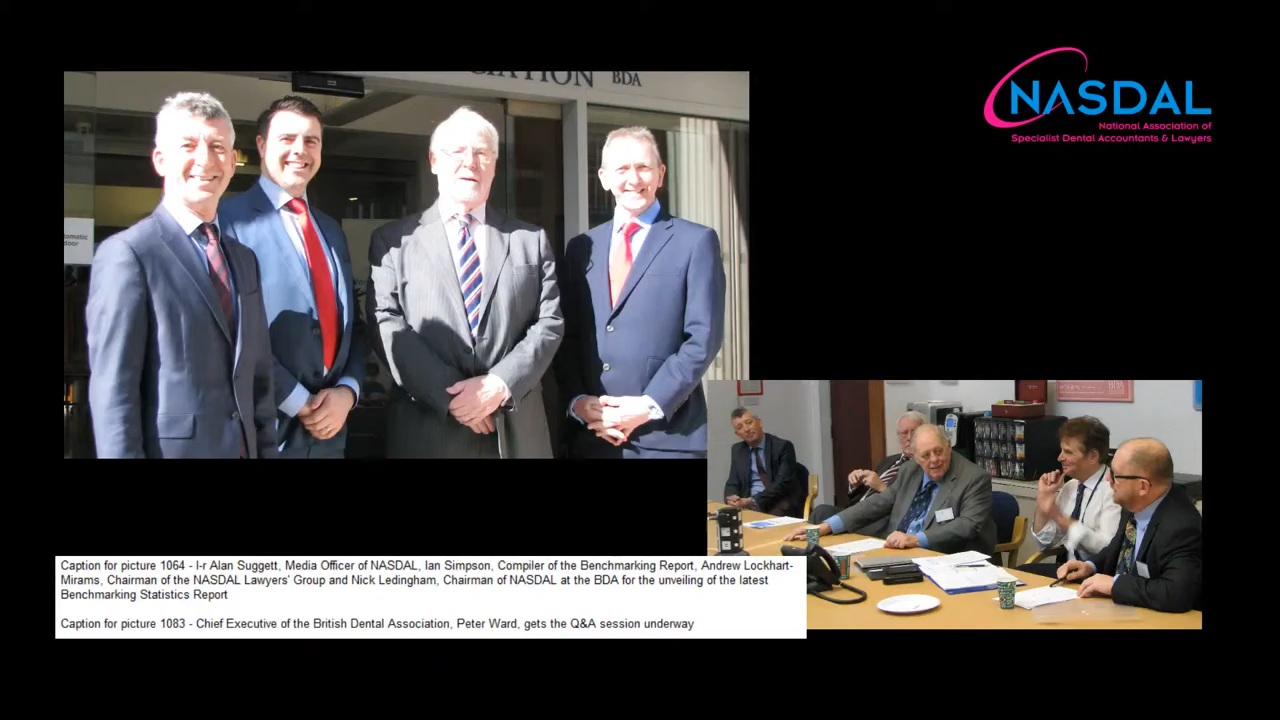 CIATION BDA
NASDAL
National Association of
Specialist Dental Accountants & Lawyers
tomatic
door
BDA
Caption for picture 1064 - l-r Alan Suggett, Media Officer of NASDAL, Ian Simpson, Compiler of the Benchmarking Report, Andrew Lockhart-
Mirams, Chairman of the NASDAL Lawyers' Group and Nick Ledingham, Chairman of NASDAL at the BDA for the unveiling of the latest
Benchmarking Statistics Report
Caption for picture 1083 - Chief Executive of the British Dental Association, Peter Ward, gets the Q&A session underway